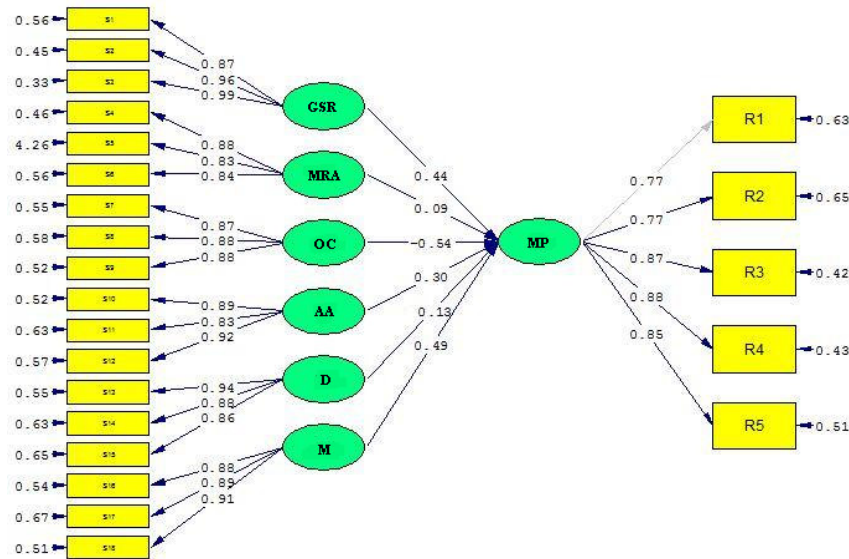 0.56 S1
0.45 S2
0.33 S3
0.46 S4
4.26 S5
0.56 S6
0.55 S7
0.58 S8
0.52 S9
0.52 S10
0.63 S11
0.57 S12
0.55 S13
0.63 S14
0.65 S15
0.54 S16
0.67 S17
0.51 S18
0.87
0.96
0.99
0.88
0.83
0.84
0.87
0.88
0.88
0.89
0.83
0.92
0.94
0.88
0.86
0.88
0.89
0.91
GSR
MRA
OC
AA
D
M
0.44
0.09
-0.54
0.30
0.13
0.49
MP
0.77
0.77
0.87
0.88
0.85
R1 0.63
R2 0.65
R3 0.42
R4 0.43
R5 0.51